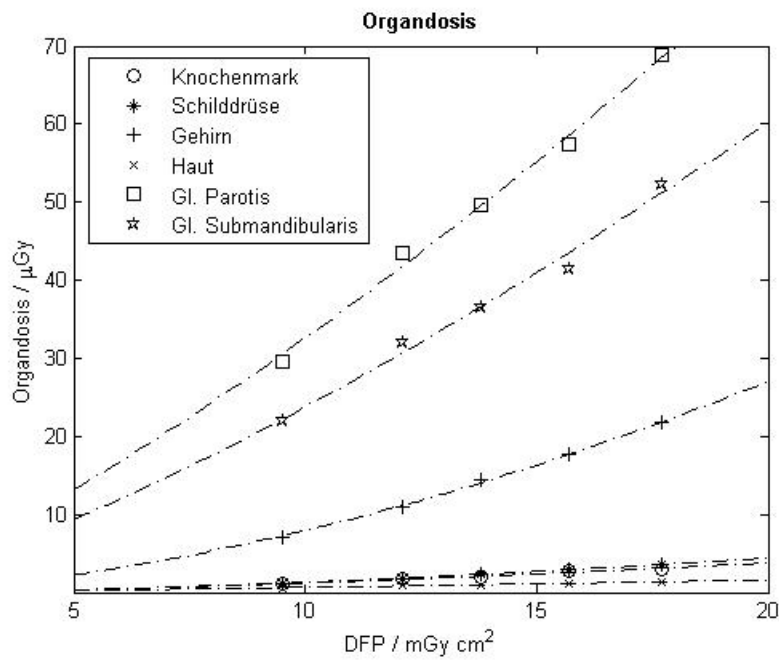 Organdosis
70
60
50
40
30
20
10
Organdosis / μGy
Knochenmark
Schilddrüse
Gehirn
Haut
Gl. Parotis
Gl. Submandibularis
5
10
15
20
DFP / mGy cm²